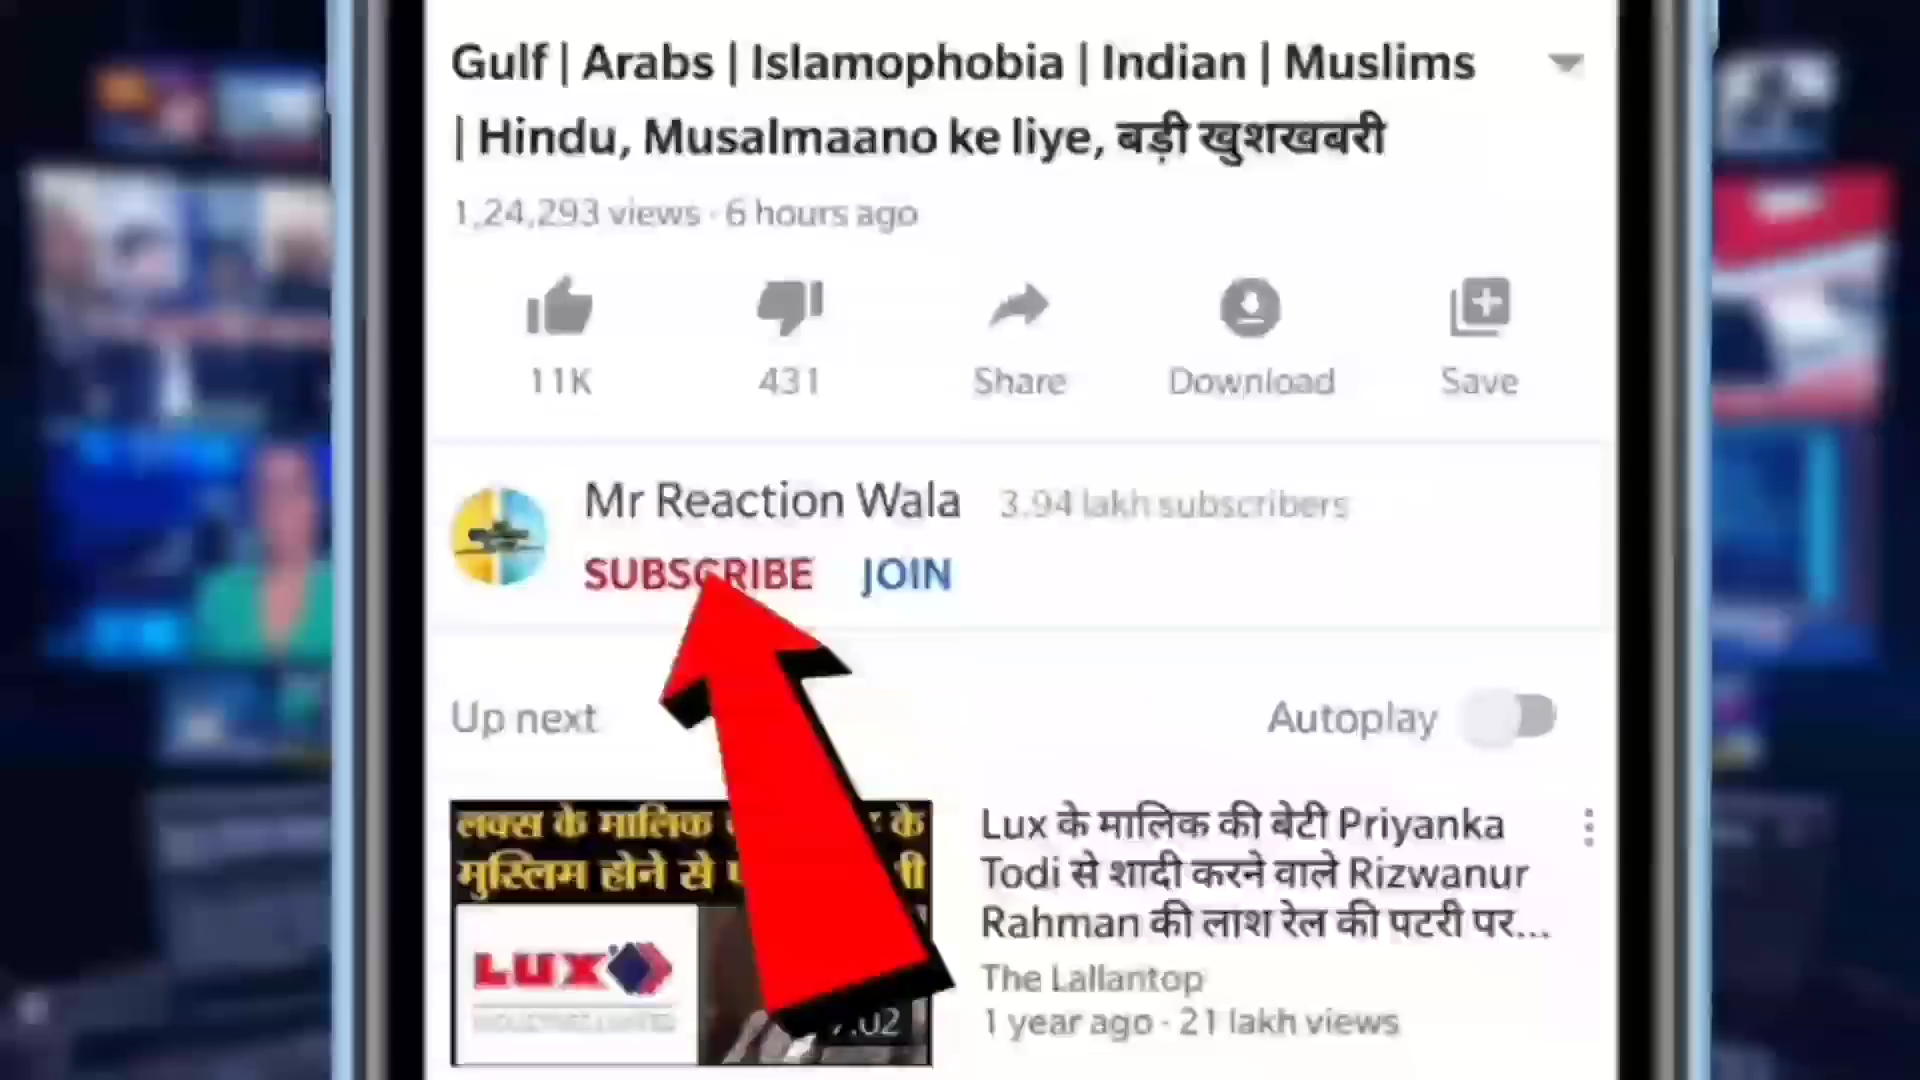 Gulf | Arabs | Islamophobia | Indian | Muslims
| Hindu, Musalmaano ke liye, बड़ी खुशखबरी
1,24,293 views · 6 hours ago
11K 431 Share Download Save
Mr Reaction Wala 3.94 lakh subscribers
SUBSCRIBE JOIN
Up next Autoplay
लक्स के मालिक के
मुस्लिम होने से
LUX
Lux के मालिक की बेटी Priyanka
Todi से शादी करने वाले Rizwanur
Rahman की लाश रेल की पटरी पर...
The Lallantop
1 year ago · 21 lakh views